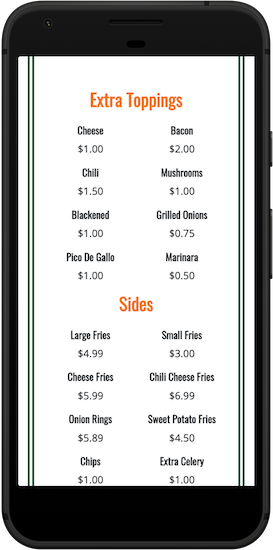 Extra Toppings
Cheese Bacon
$1.00 $2.00
Chili Mushrooms
$1.50 $1.00
Blackened Grilled Onions
$1.00 $0.75
Pico De Gallo Marinara
$1.00 $0.50
Sides
Large Fries Small Fries
$4.99 $3.00
Cheese Fries Chili Cheese Fries
$5.99 $6.99
Onion Rings Sweet Potato Fries
$5.89 $4.50
Chips Extra Celery
$1.00 $1.00